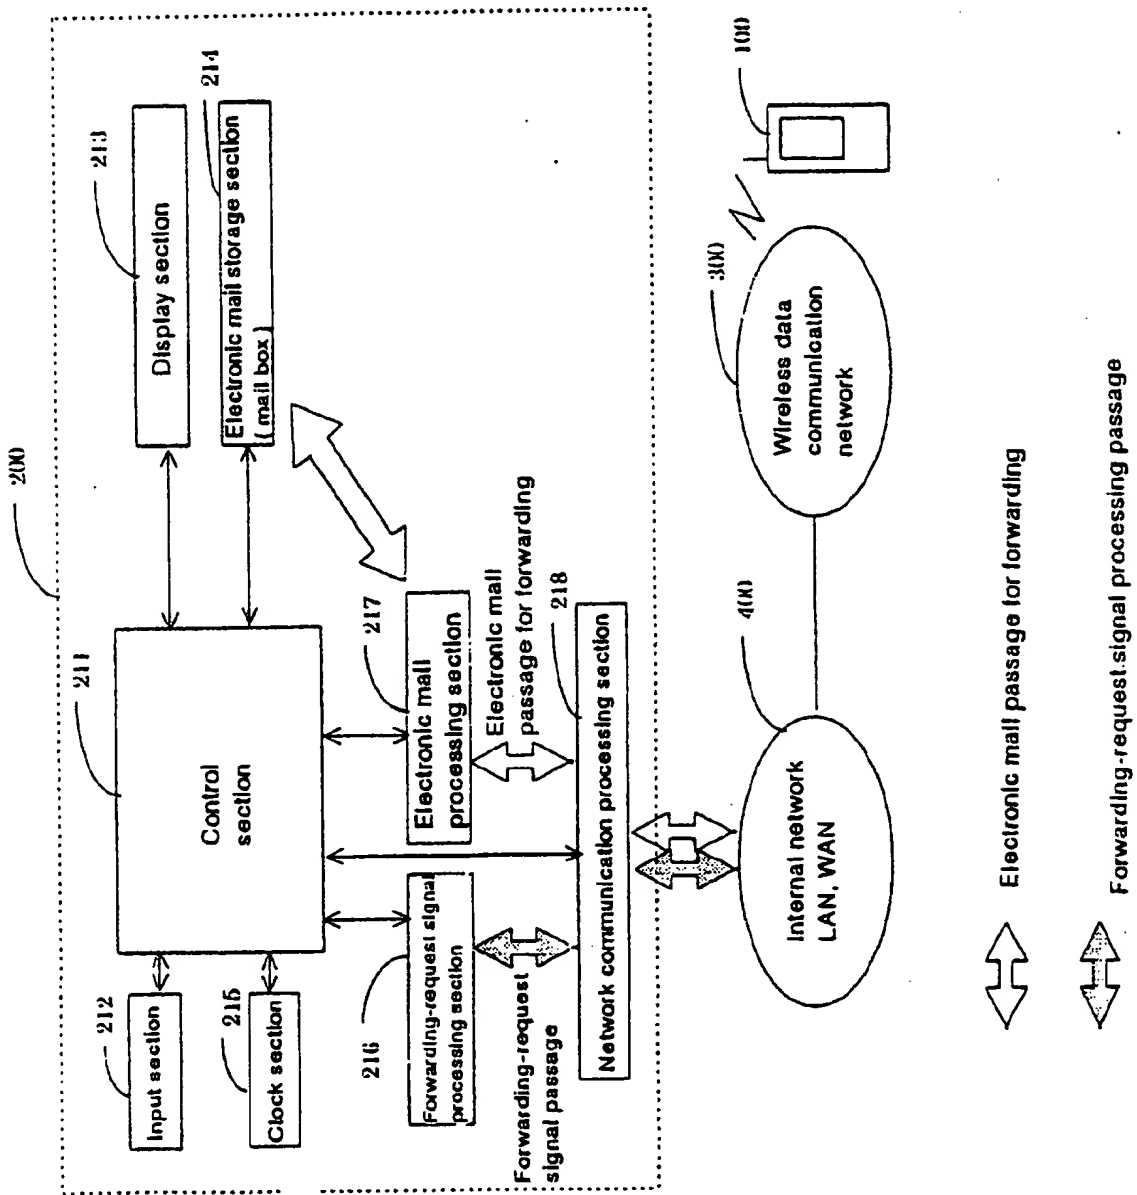 200
211
Control
section
212
Input section
215
Clock section
213
Display section
214
Electronic mail storage section
( mail box )
216
Forwarding-request signal
processing section
217
Electronic mall
processing section
Forwarding-request
signal passage
Electronic mall
passage for forwarding
218
Network communication processing section
400
Internal network
LAN, WAN
300
Wireless data
communication
network
100
Electronic mall passage for forwarding
Forwarding-request.signal processing passage